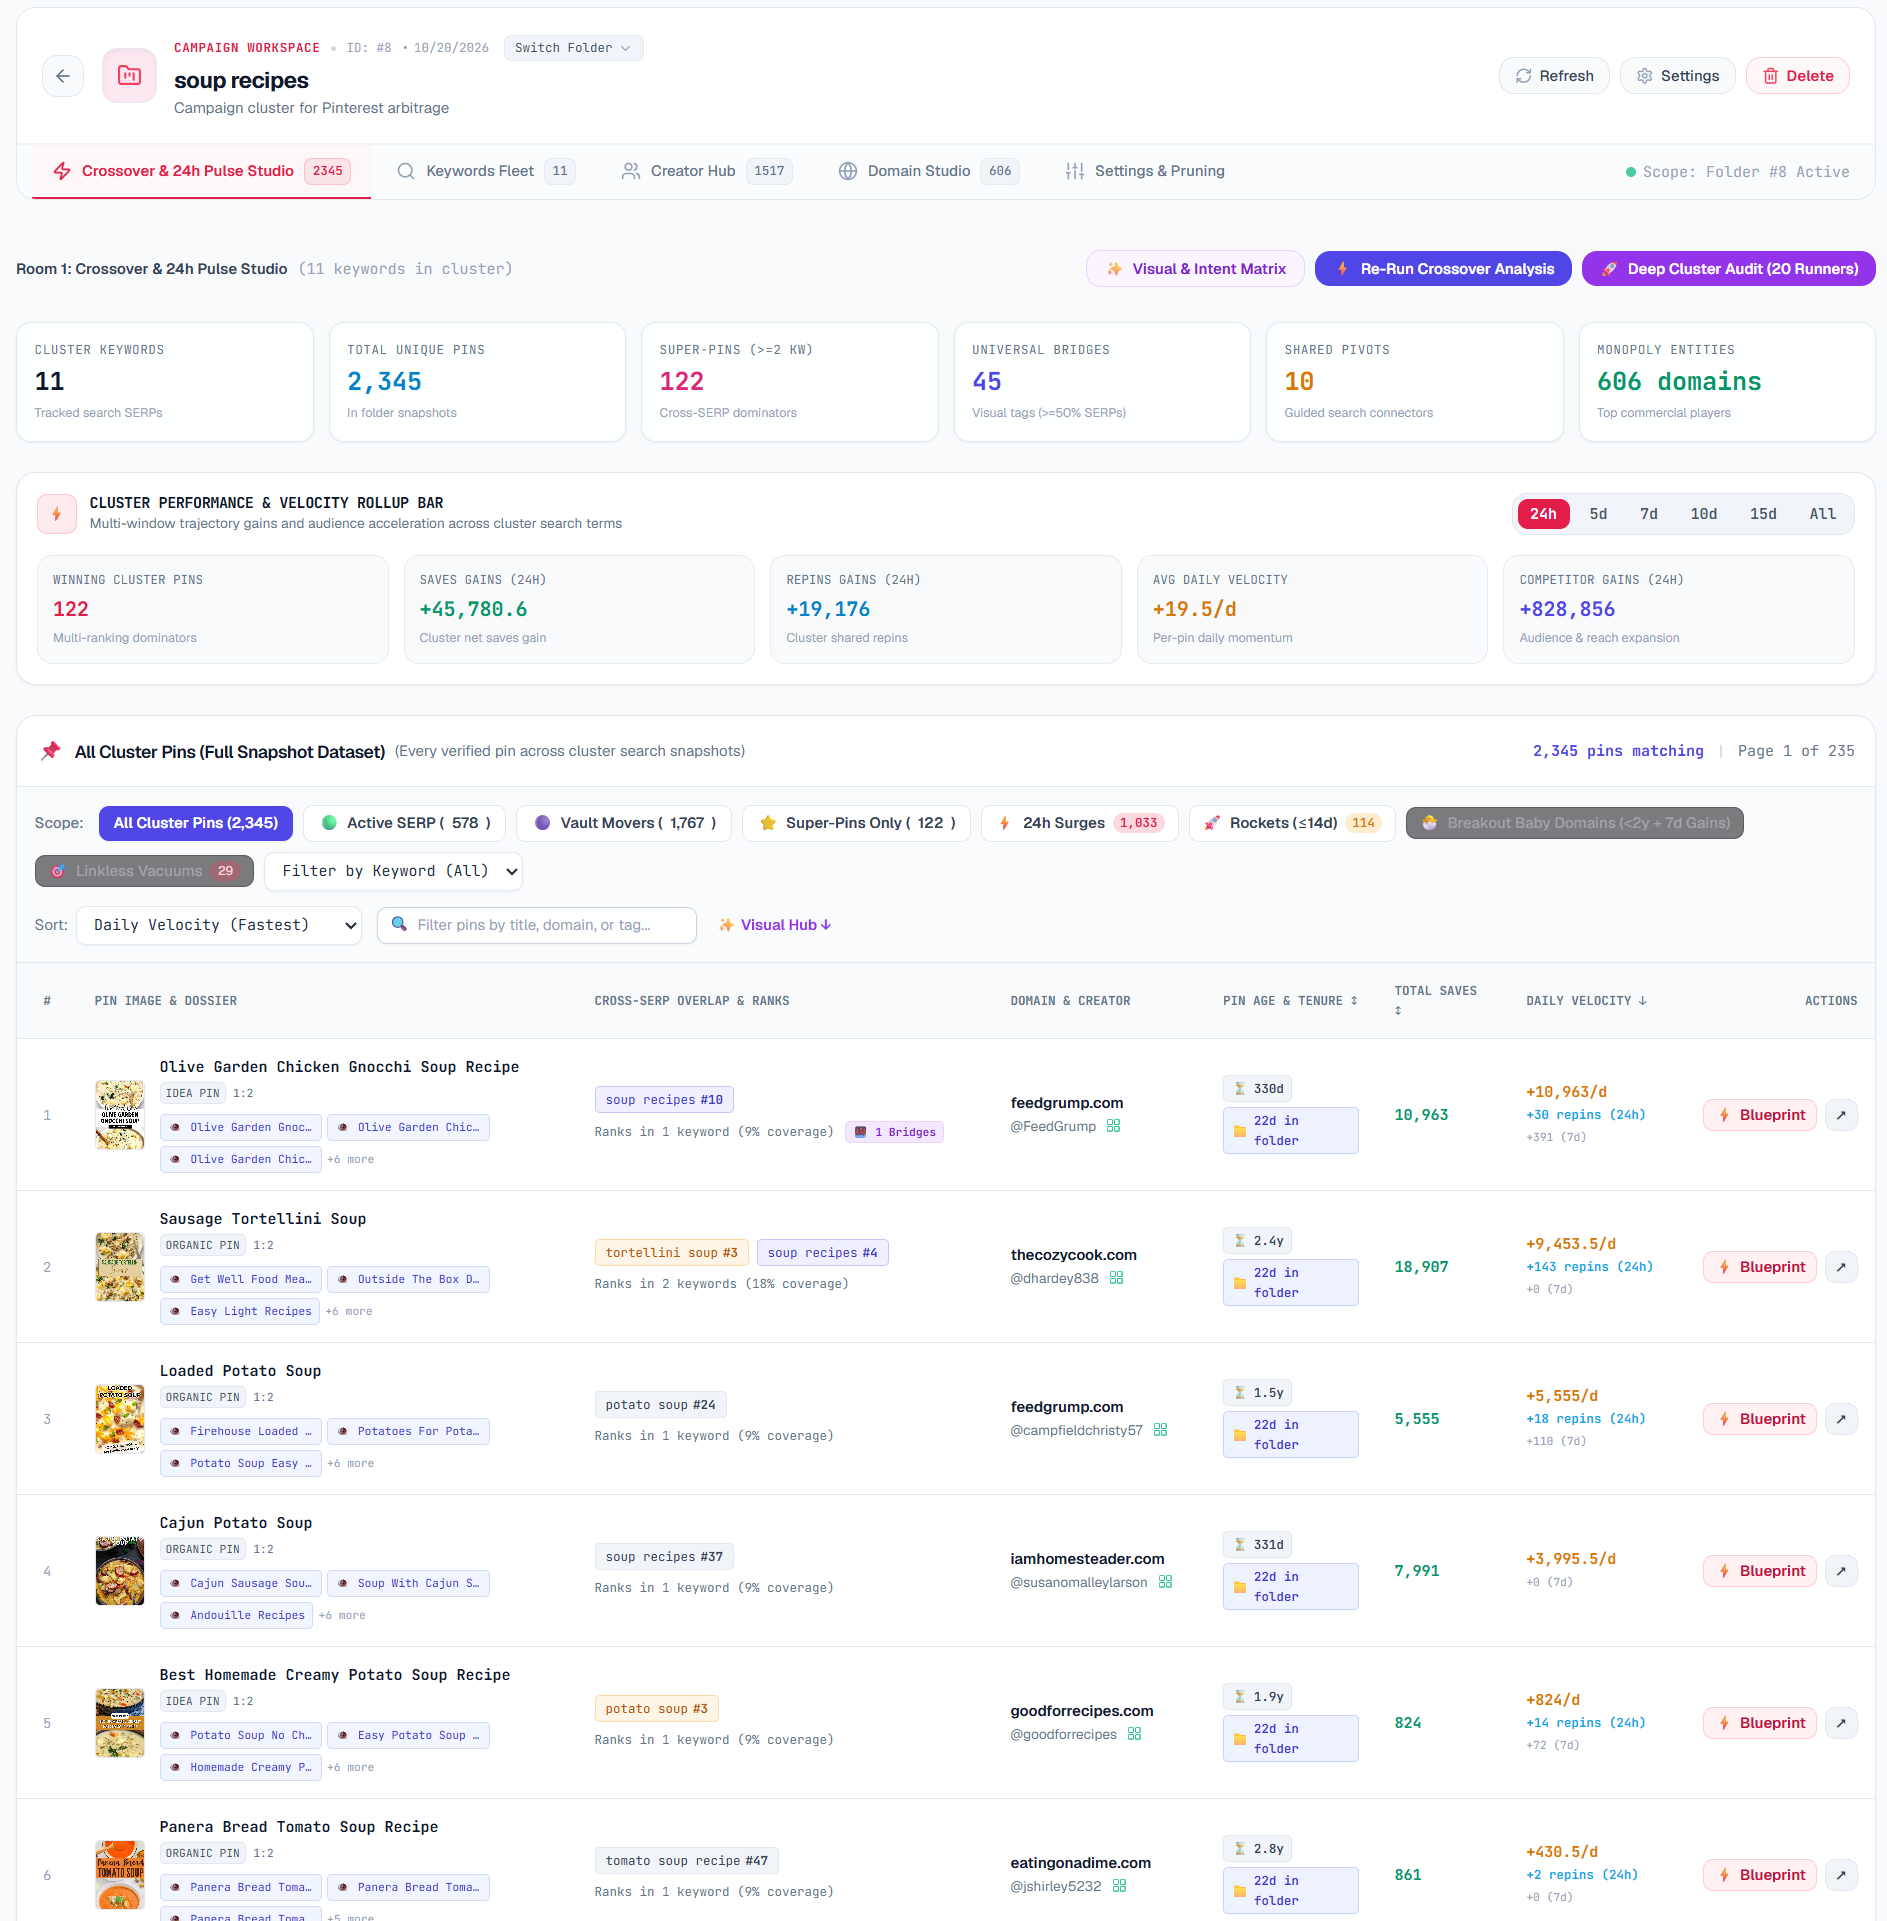 CAMPAIGN WORKSPACE • ID: #8 • 10/20/2026 Switch Folder
soup recipes
Campaign cluster for Pinterest arbitrage
Refresh Settings Delete
Crossover & 24h Pulse Studio 2345 Keywords Fleet 11 Creator Hub 1517 Domain Studio 606 Settings & Pruning Scope: Folder #8 Active
Room 1: Crossover & 24h Pulse Studio (11 keywords in cluster) Visual & Intent Matrix Re-Run Crossover Analysis Deep Cluster Audit (20 Runners)
CLUSTER KEYWORDS
11
Tracked search SERPs
TOTAL UNIQUE PINS
2,345
In folder snapshots
SUPER-PINS (>=2 KW)
122
Cross-SERP dominators
UNIVERSAL BRIDGES
45
Visual tags (>=50% SERPs)
SHARED PIVOTS
10
Guided search connectors
MONOPOLY ENTITIES
606 domains
Top commercial players
CLUSTER PERFORMANCE & VELOCITY ROLLUP BAR
Multi-window trajectory gains and audience acceleration across cluster search terms
24h 5d 7d 10d 15d All
WINNING CLUSTER PINS
122
Multi-ranking dominators
SAVES GAINS (24H)
+45,780.6
Cluster net saves gain
REPINS GAINS (24H)
+19,176
Cluster shared repins
AVG DAILY VELOCITY
+19.5/d
Per-pin daily momentum
COMPETITOR GAINS (24H)
+828,856
Audience & reach expansion
All Cluster Pins (Full Snapshot Dataset) (Every verified pin across cluster search snapshots) 2,345 pins matching | Page 1 of 235
Scope: All Cluster Pins (2,345) Active SERP ( 578 ) Vault Movers ( 1,767 ) Super-Pins Only ( 122 ) 24h Surges 1,033 Rockets (≤14d) 114 Breakout Baby Domains (<2y + 7d Gains)
Linkless Vacuums 29 Filter by Keyword (All)
Sort: Daily Velocity (Fastest) Filter pins by title, domain, or tag... Visual Hub ↓
# PIN IMAGE & DOSSIER CROSS-SERP OVERLAP & RANKS DOMAIN & CREATOR PIN AGE & TENURE ↕ TOTAL SAVES ↕ DAILY VELOCITY ↓ ACTIONS
1
OLIVE GARDEN
GNOCCHI SOUP
Olive Garden Chicken Gnocchi Soup Recipe
IDEA PIN 1:2
Olive Garden Gnoc… Olive Garden Chic…
Olive Garden Chic… +6 more
soup recipes #10
Ranks in 1 keyword (9% coverage) 1 Bridges
feedgrump.com
@FeedGrump
330d
22d in
folder
10,963
+10,963/d
+30 repins (24h)
+391 (7d)
Blueprint ↗
2
Sausage Tortellini Soup
ORGANIC PIN 1:2
Get Well Food Mea… Outside The Box D…
Easy Light Recipes +6 more
tortellini soup #3 soup recipes #4
Ranks in 2 keywords (18% coverage)
thecozycook.com
@dhardey838
2.4y
22d in
folder
18,907
+9,453.5/d
+143 repins (24h)
+0 (7d)
Blueprint ↗
3
LOADED
POTATO SOUP
Loaded Potato Soup
ORGANIC PIN 1:2
Firehouse Loaded … Potatoes For Pota…
Potato Soup Easy … +6 more
potato soup #24
Ranks in 1 keyword (9% coverage)
feedgrump.com
@campfieldchristy57
1.5y
22d in
folder
5,555
+5,555/d
+18 repins (24h)
+110 (7d)
Blueprint ↗
4
SOUP
Cajun Potato Soup
ORGANIC PIN 1:2
Cajun Sausage Sou… Soup With Cajun S…
Andouille Recipes +6 more
soup recipes #37
Ranks in 1 keyword (9% coverage)
iamhomesteader.com
@susanomalleylarson
331d
22d in
folder
7,991
+3,995.5/d
+0 (7d)
Blueprint ↗
5
Best Homemade Creamy Potato Soup Recipe
IDEA PIN 1:2
Potato Soup No Ch… Easy Potato Soup …
Homemade Creamy P… +6 more
potato soup #3
Ranks in 1 keyword (9% coverage)
goodforrecipes.com
@goodforrecipes
1.9y
22d in
folder
824
+824/d
+14 repins (24h)
+72 (7d)
Blueprint ↗
6
Panera Bread
TOMATO SOUP
Panera Bread Tomato Soup Recipe
ORGANIC PIN 1:2
Panera Bread Toma… Panera Bread Toma…
Panera Bread Toma… +5 more
tomato soup recipe #47
Ranks in 1 keyword (9% coverage)
eatingonadime.com
@jshirley5232
2.8y
22d in
folder
861
+430.5/d
+2 repins (24h)
+0 (7d)
Blueprint ↗